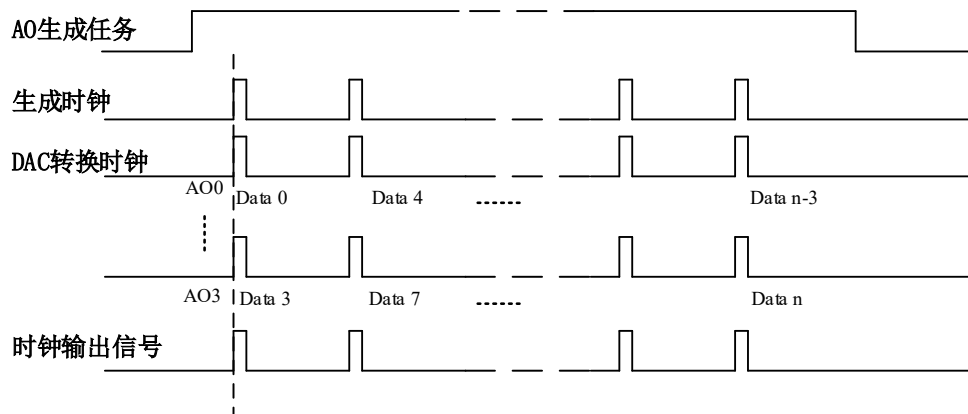 AO生成任务
生成时钟
DAC转换时钟
AO0 Data 0 Data 4 ...... Data n-3
AO3 Data 3 Data 7 ...... Data n
时钟输出信号